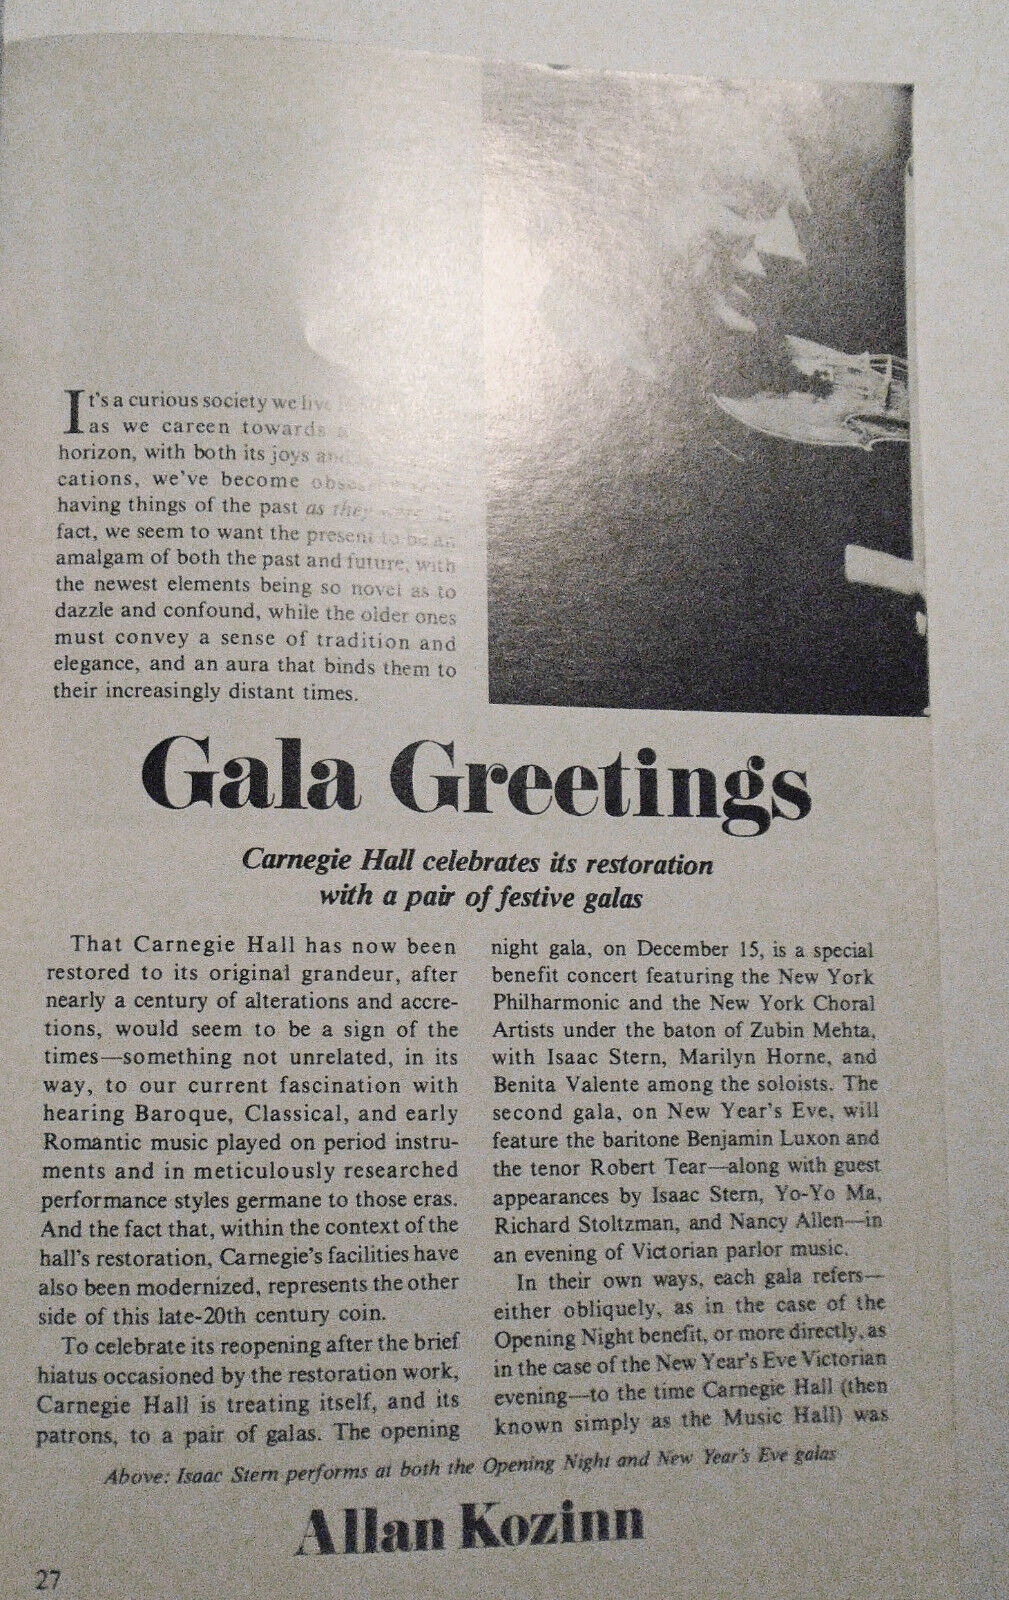 It's a curious society we live
as we careen towards a
horizon, with both its joys and
cations, we've become
having things of the past as they were. In
fact, we seem to want the present to be an
amalgam of both the past and future, with
the newest elements being so novel as to
dazzle and confound, while the older ones
must convey a sense of tradition and
elegance, and an aura that binds them to
their increasingly distant times.
Gala Greetings
Carnegie Hall celebrates its restoration
with a pair of festive galas
That Carnegie Hall has now been
restored to its original grandeur, after
nearly a century of alterations and accre-
tions, would seem to be a sign of the
times—something not unrelated, in its
way, to our current fascination with
hearing Baroque, Classical, and early
Romantic music played on period instru-
ments and in meticulously researched
performance styles germane to those eras.
And the fact that, within the context of the
hall's restoration, Carnegie's facilities have
also been modernized, represents the other
side of this late-20th century coin.
To celebrate its reopening after the brief
hiatus occasioned by the restoration work,
Carnegie Hall is treating itself, and its
patrons, to a pair of galas. The opening
night gala, on December 15, is a special
benefit concert featuring the New York
Philharmonic and the New York Choral
Artists under the baton of Zubin Mehta,
with Isaac Stern, Marilyn Horne, and
Benita Valente among the soloists. The
second gala, on New Year's Eve, will
feature the baritone Benjamin Luxon and
the tenor Robert Tear—along with guest
appearances by Isaac Stern, Yo-Yo Ma,
Richard Stoltzman, and Nancy Allen—in
an evening of Victorian parlor music.
In their own ways, each gala refers—
either obliquely, as in the case of the
Opening Night benefit, or more directly, as
in the case of the New Year's Eve Victorian
evening—to the time Carnegie Hall (then
known simply as the Music Hall) was
Above: Isaac Stern performs at both the Opening Night and New Year's Eve galas
Allan Kozinn
27